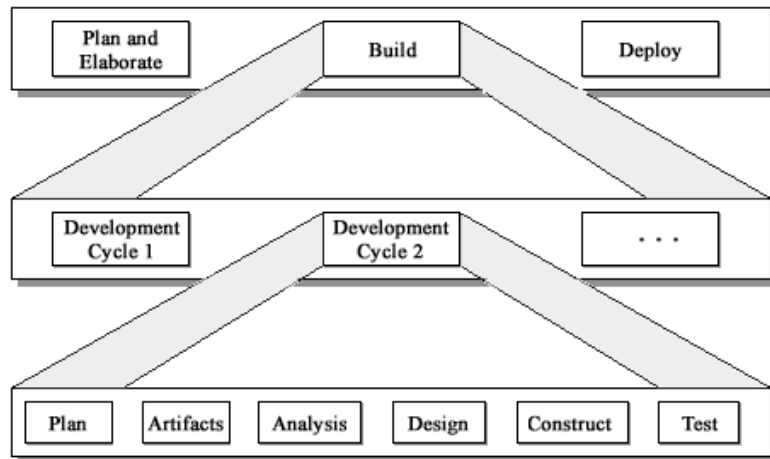 Plan and
Elaborate
Build
Deploy
Development
Cycle 1
Development
Cycle 2
. . .
Plan
Artifacts
Analysis
Design
Construct
Test